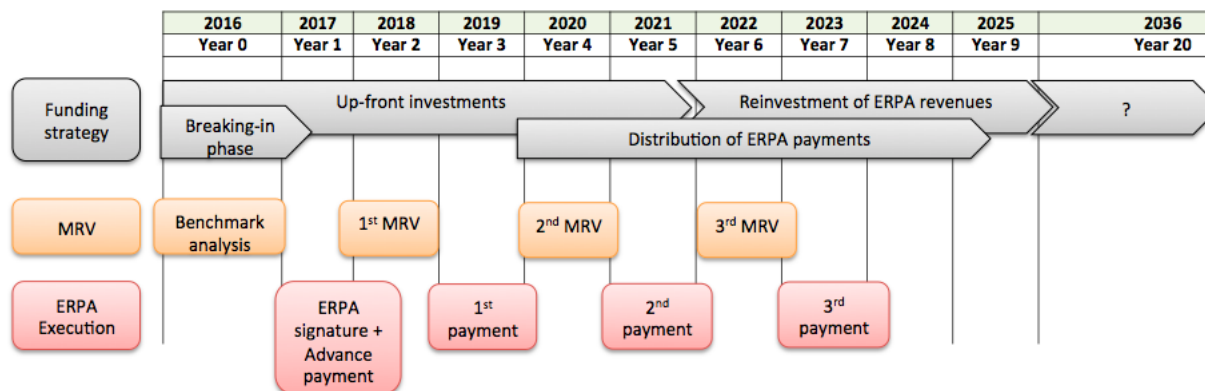 2016 2017 2018 2019 2020 2021 2022 2023 2024 2025 2036
Year 0 Year 1 Year 2 Year 3 Year 4 Year 5 Year 6 Year 7 Year 8 Year 9 Year 20
Funding
strategy
Up-front investments
Reinvestment of ERPA revenues
?
Breaking-in
phase
Distribution of ERPA payments
MRV
Benchmark
analysis
1st MRV
2nd MRV
3rd MRV
ERPA
Execution
ERPA
signature +
Advance
payment
1st
payment
2nd
payment
3rd
payment